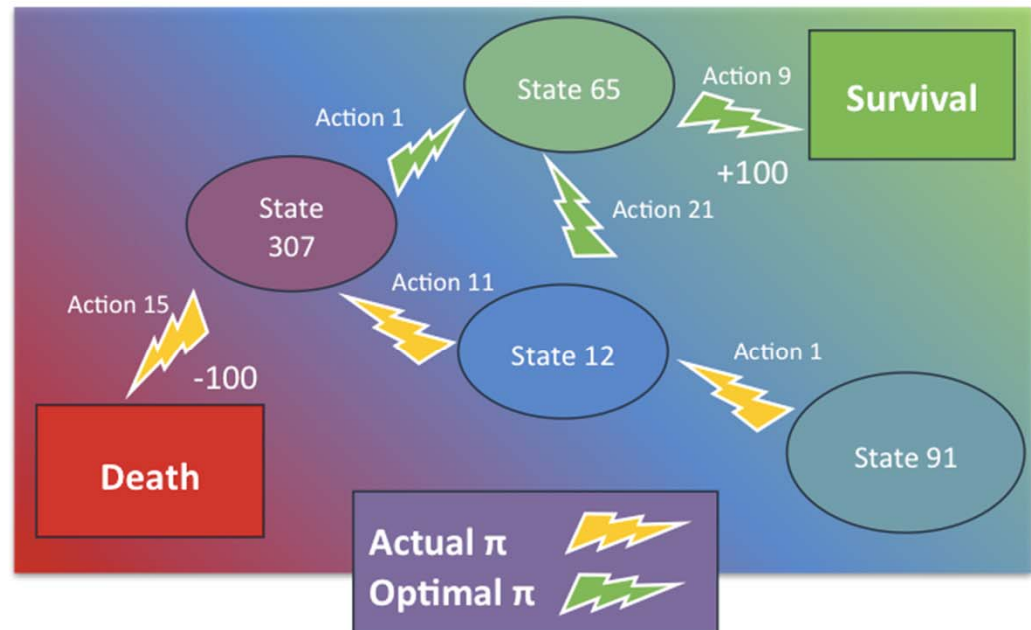 State 65
Action 9
Survival
+100
Action 1
State
307
Action 21
Action 15
-100
Action 11
State 12
Action 1
State 91
Death
Actual π
Optimal π